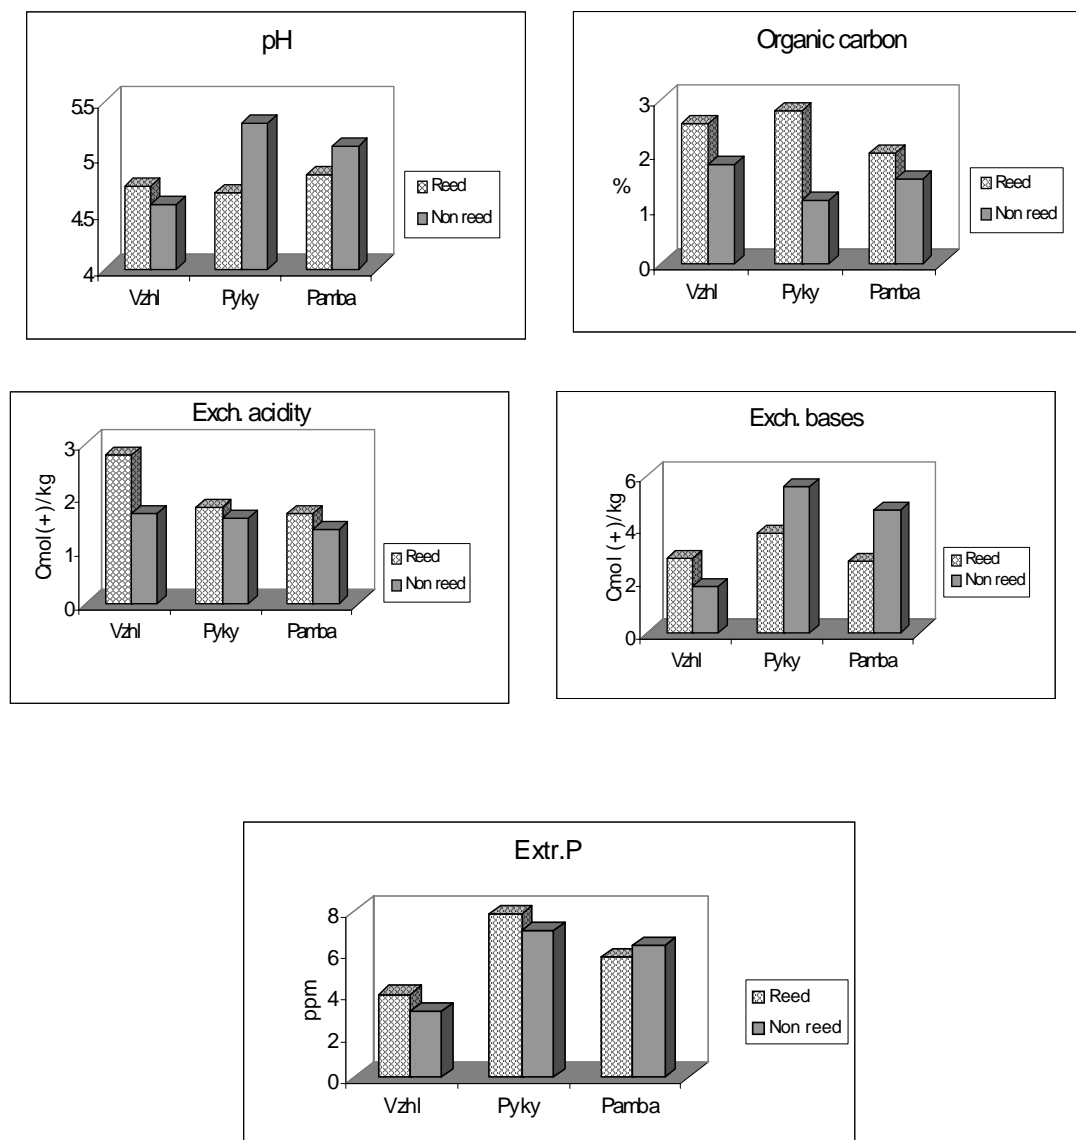 pH
5.5
5
4.5
4
Vzhl Pyky Pamba
Reed
Non reed
Organic carbon
3
2
%
1
0
Vzhl Pyky Pamba
Reed
Non reed
Exch. acidity
Cmol (+)/kg
3
2
1
0
Vzhl Pyky Pamba
Reed
Non reed
Exch. bases
Cmol (+)/kg
6
4
2
0
Vzhl Pyky Pamba
Reed
Non reed
Extr.P
ppm
8
6
4
2
0
Vzhl Pyky Pamba
Reed
Non reed